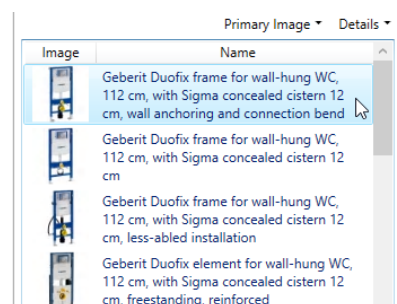 Primary Image Details
Image Name
Geberit Duofix frame for wall-hung WC,
112 cm, with Sigma concealed cistern 12
cm, wall anchoring and connection bend
Geberit Duofix frame for wall-hung WC,
112 cm, with Sigma concealed cistern 12
cm
Geberit Duofix frame for wall-hung WC,
112 cm, with Sigma concealed cistern 12
cm, less-abled installation
Geberit Duofix element for wall-hung WC,
112 cm, with Sigma concealed cistern 12
cm, freestanding, reinforced